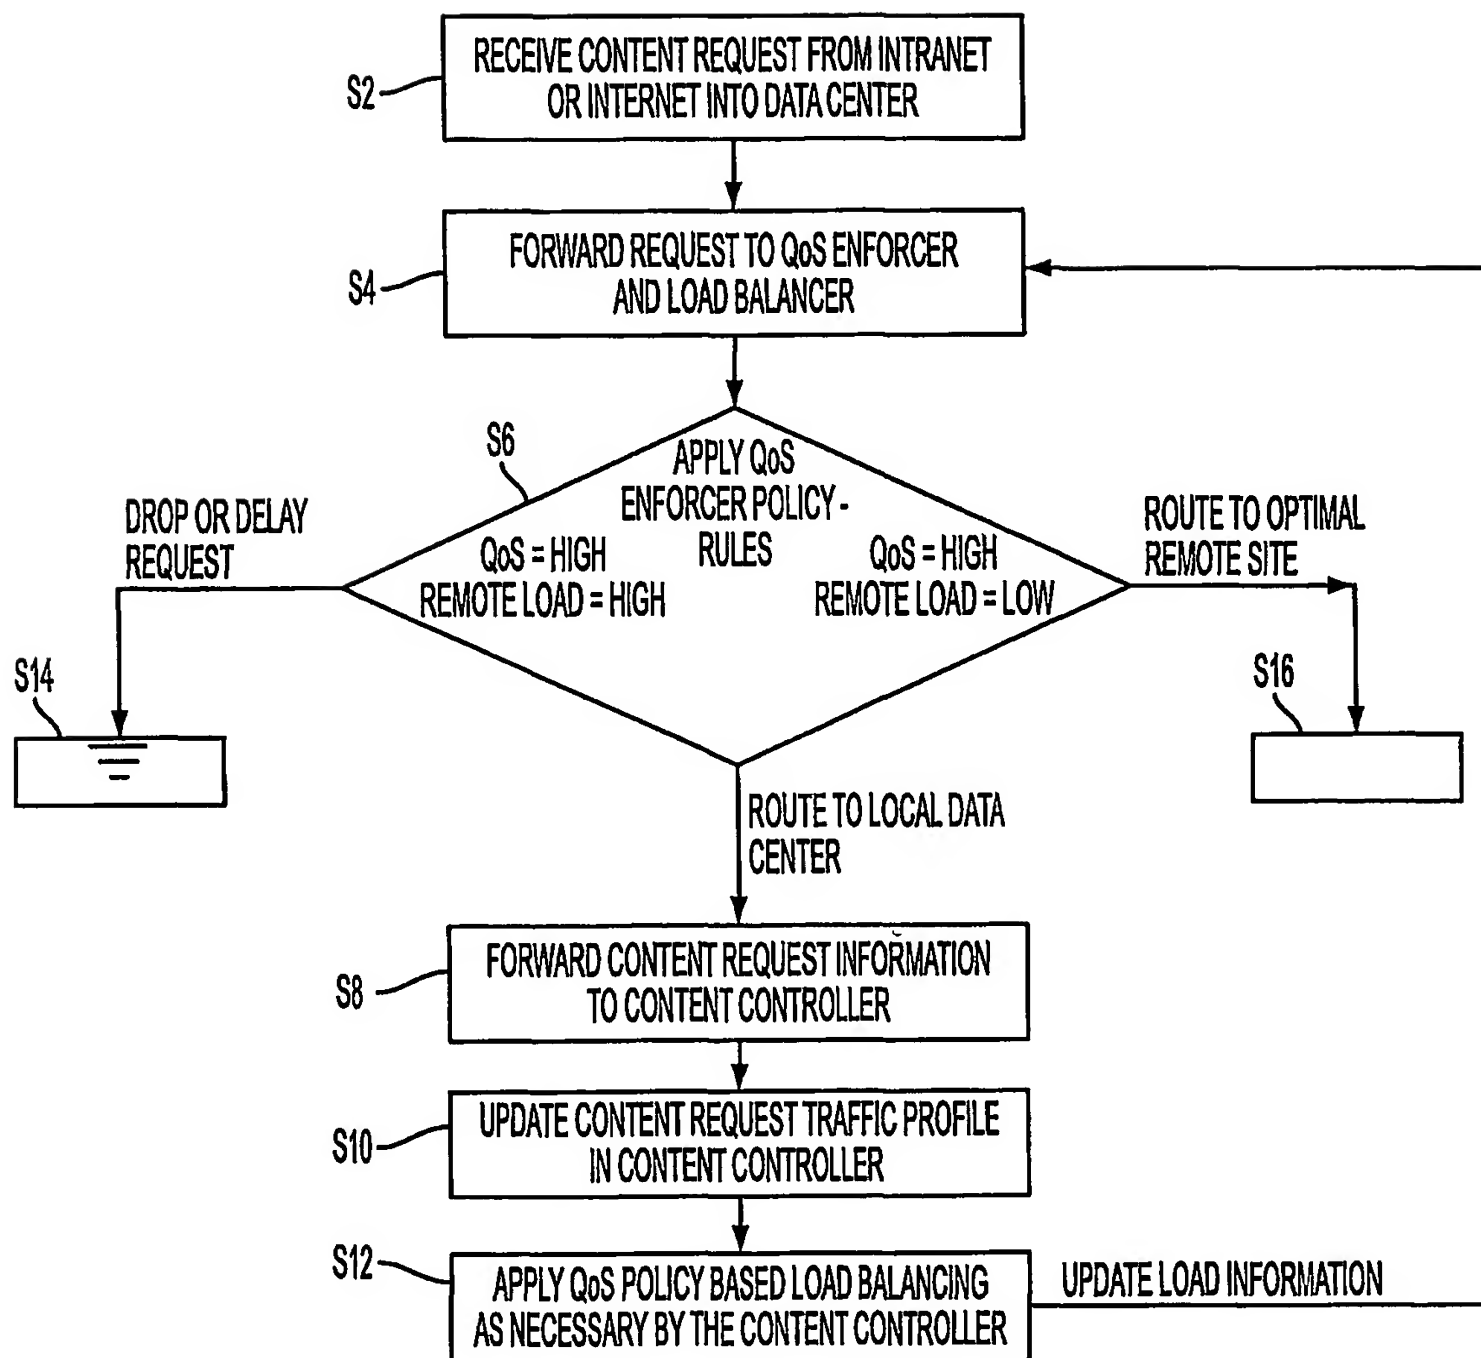 RECEIVE CONTENT REQUEST FROM INTRANET
OR INTERNET INTO DATA CENTER
S2
FORWARD REQUEST TO QoS ENFORCER
AND LOAD BALANCER
S4
S6
APPLY QoS
ENFORCER POLICY -
RULES
DROP OR DELAY
REQUEST
QoS = HIGH
REMOTE LOAD = HIGH
QoS = HIGH
REMOTE LOAD = LOW
ROUTE TO OPTIMAL
REMOTE SITE
S14
S16
ROUTE TO LOCAL DATA
CENTER
FORWARD CONTENT REQUEST INFORMATION
TO CONTENT CONTROLLER
S8
UPDATE CONTENT REQUEST TRAFFIC PROFILE
IN CONTENT CONTROLLER
S10
S12
APPLY QoS POLICY BASED LOAD BALANCING
AS NECESSARY BY THE CONTENT CONTROLLER
UPDATE LOAD INFORMATION